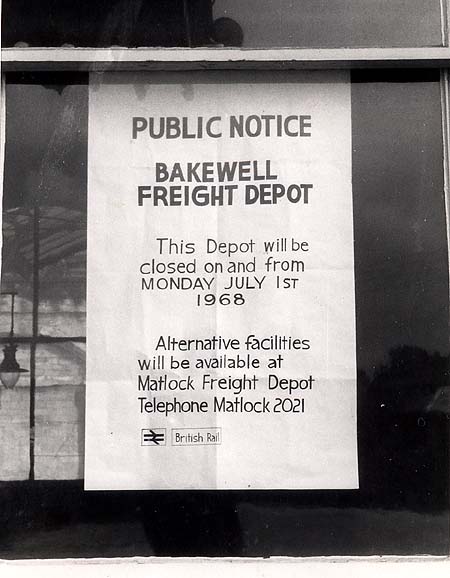 PUBLIC NOTICE
BAKEWELL
FREIGHT DEPOT
This Depot will be
closed on and from
MONDAY JULY 1ST
1968
Alternative facilities
will be available at
Matlock Freight Depot
Telephone Matlock 2021
British Rail